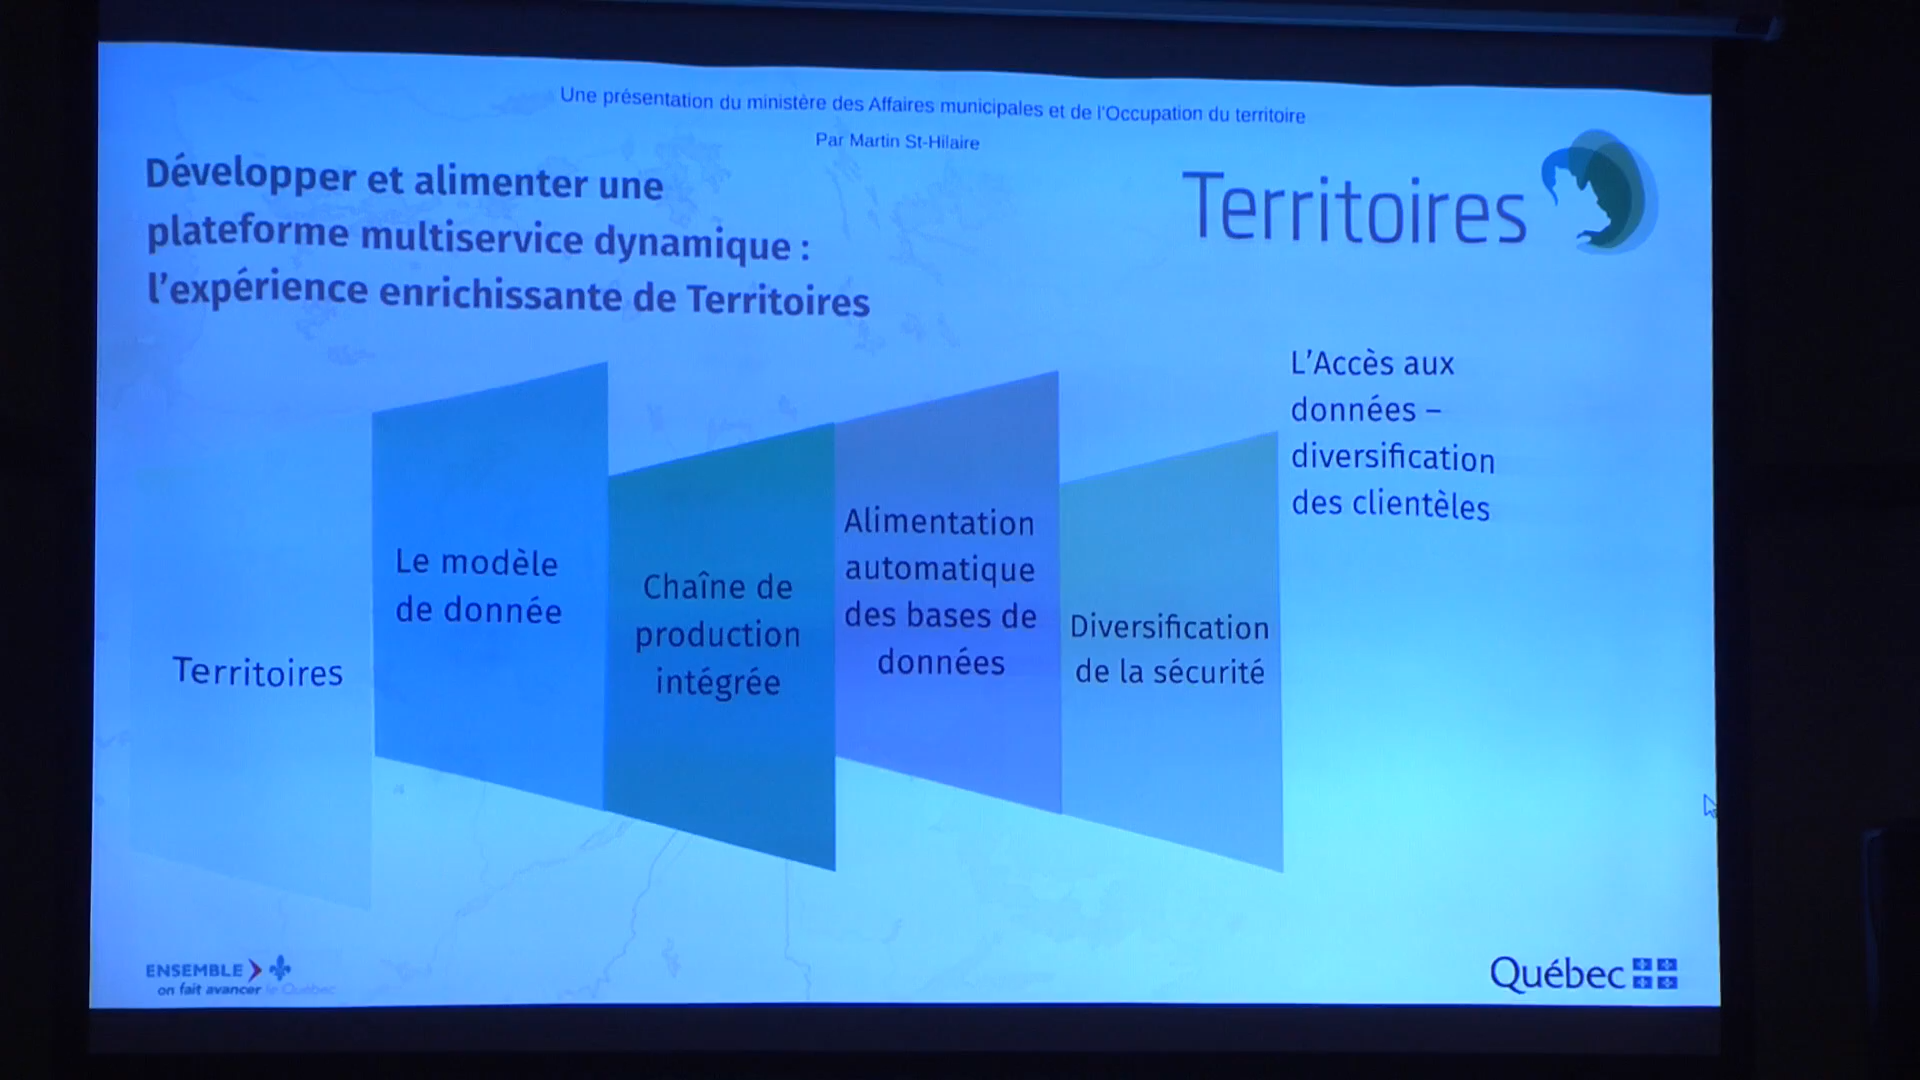 Une présentation du ministère des Affaires municipales et de l'Occupation du territoire
Par Martin St-Hilaire
Développer et alimenter une
plateforme multiservice dynamique :
l'expérience enrichissante de Territoires
Territoires
L'Accès aux
données –
diversification
des clientèles
Le modèle
de donnée
Chaîne de
production
intégrée
Alimentation
automatique
des bases de
données
Diversification
de la sécurité
Territoires
ENSEMBLE
on fait avancer le Québec
Québec